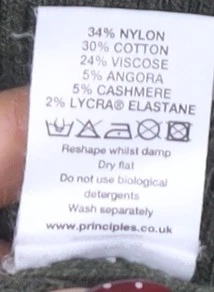 34% NYLON
30% COTTON
24% VISCOSE
5% ANGORA
5% CASHMERE
2% LYCRA® ELASTANE
Reshape whilst damp
Dry flat
Do not use biological
detergents
Wash separately
www.principles.co.uk